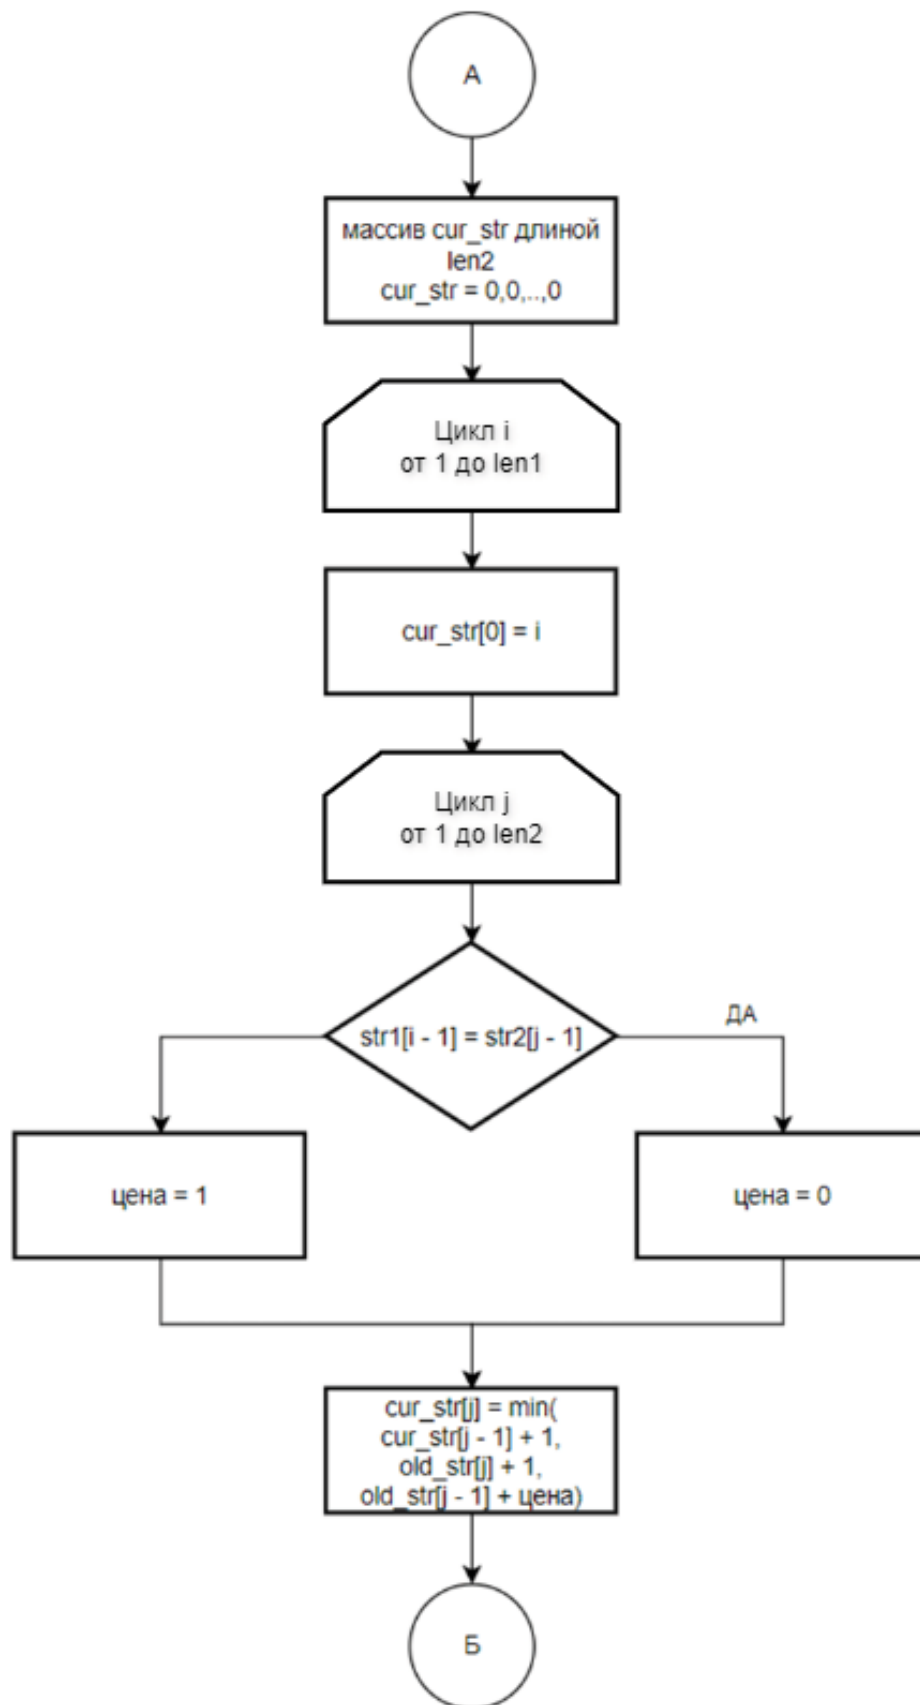 А
массив cur_str длиной
len2
cur_str = 0,0,..,0
Цикл i
от 1 до len1
cur_str[0] = i
Цикл j
от 1 до len2
str1[i - 1] = str2[j - 1]
ДА
цена = 1
цена = 0
cur_str[j] = min(
cur_str[j - 1] + 1,
old_str[j] + 1,
old_str[j - 1] + цена)
Б